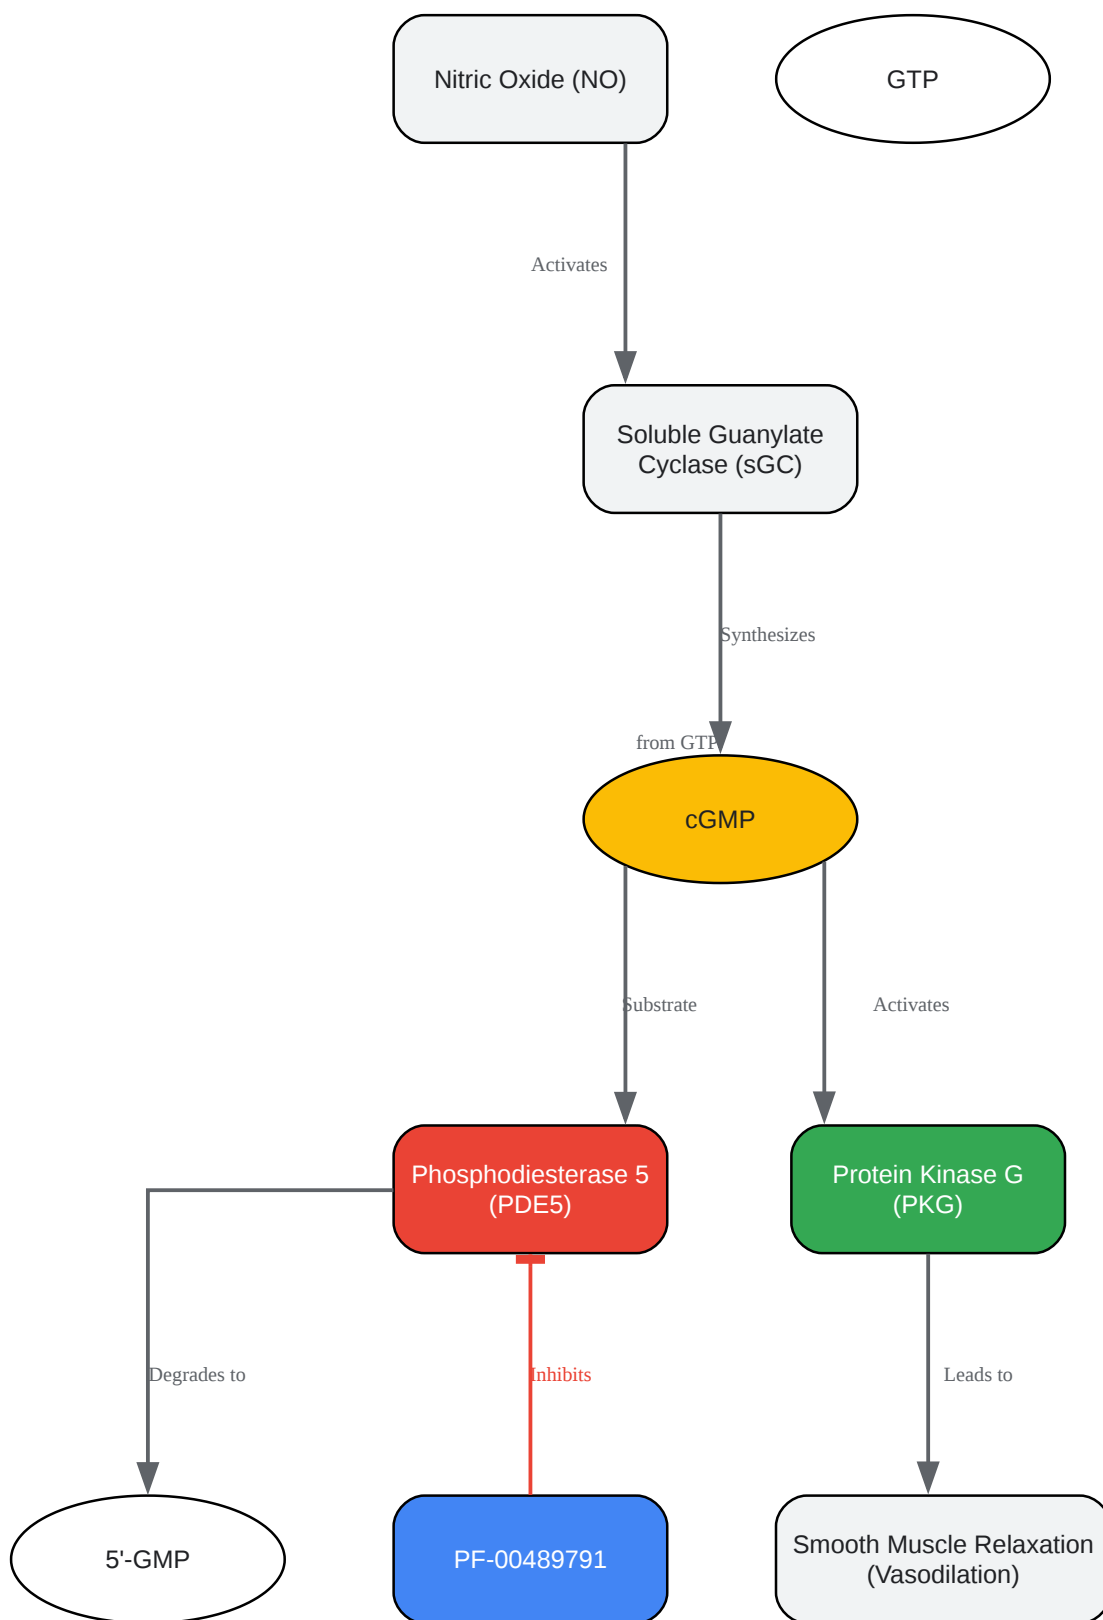 Nitric Oxide (NO)
GTP
Activates
Soluble Guanylate
Cyclase (sGC)
Synthesizes
from GTP
cGMP
Substrate
Activates
Phosphodiesterase 5
(PDE5)
Protein Kinase G
(PKG)
Degrades to
Inhibits
Leads to
5'-GMP
PF-00489791
Smooth Muscle Relaxation
(Vasodilation)